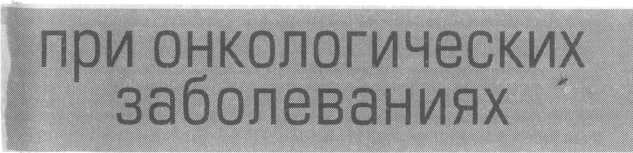 при онкологических
заболеваниях